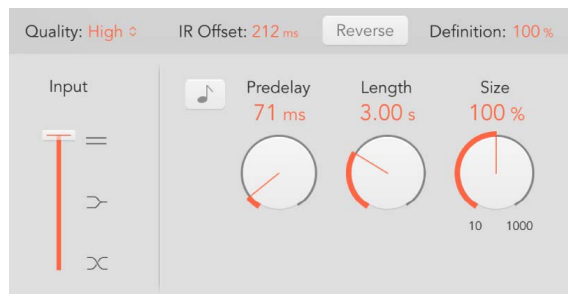 Quality: High IR Offset: 212 ms Reverse Definition: 100 %
Input Predelay Length Size
71 ms 3.00 s 100 %
10 1000